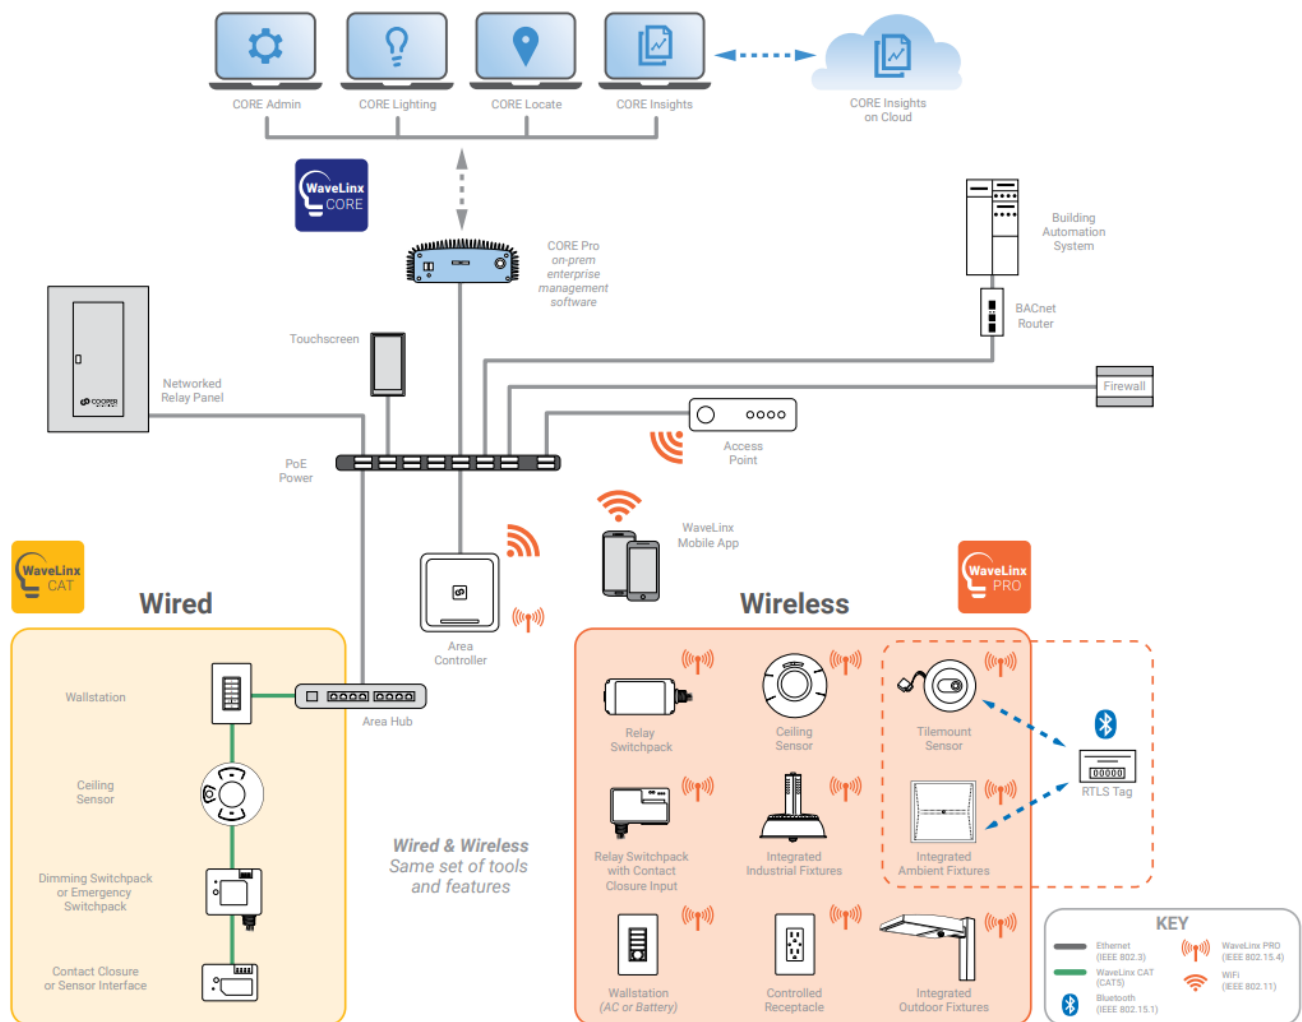 CORE Admin
CORE Lighting
CORE Locate
CORE Insights
CORE Insights
on Cloud
WaveLinx
CORE
CORE Pro
on-prem
enterprise
management
software
Building
Automation
System
BACnet
Router
Touchscreen
Networked
Relay Panel
COOPER
Firewall
Access
Point
PoE
Power
WaveLinx
Mobile App
WaveLinx
CAT
Wired
Area
Controller
Wireless
WaveLinx
PRO
Wallstation
Area Hub
Ceiling
Sensor
Dimming Switchpack
or Emergency
Switchpack
Contact Closure
or Sensor Interface
Wired & Wireless
Same set of tools
and features
Relay
Switchpack
Ceiling
Sensor
Tilemount
Sensor
00000
RTLS Tag
Relay Switchpack
with Contact
Closure Input
Integrated
Industrial Fixtures
Integrated
Ambient Fixtures
Wallstation
(AC or Battery)
Controlled
Receptacle
Integrated
Outdoor Fixtures
KEY
Ethernet
(IEEE 802.3)
WaveLinx CAT
(CAT5)
Bluetooth
(IEEE 802.15.1)
WaveLinx PRO
(IEEE 802.15.4)
WiFi
(IEEE 802.11)